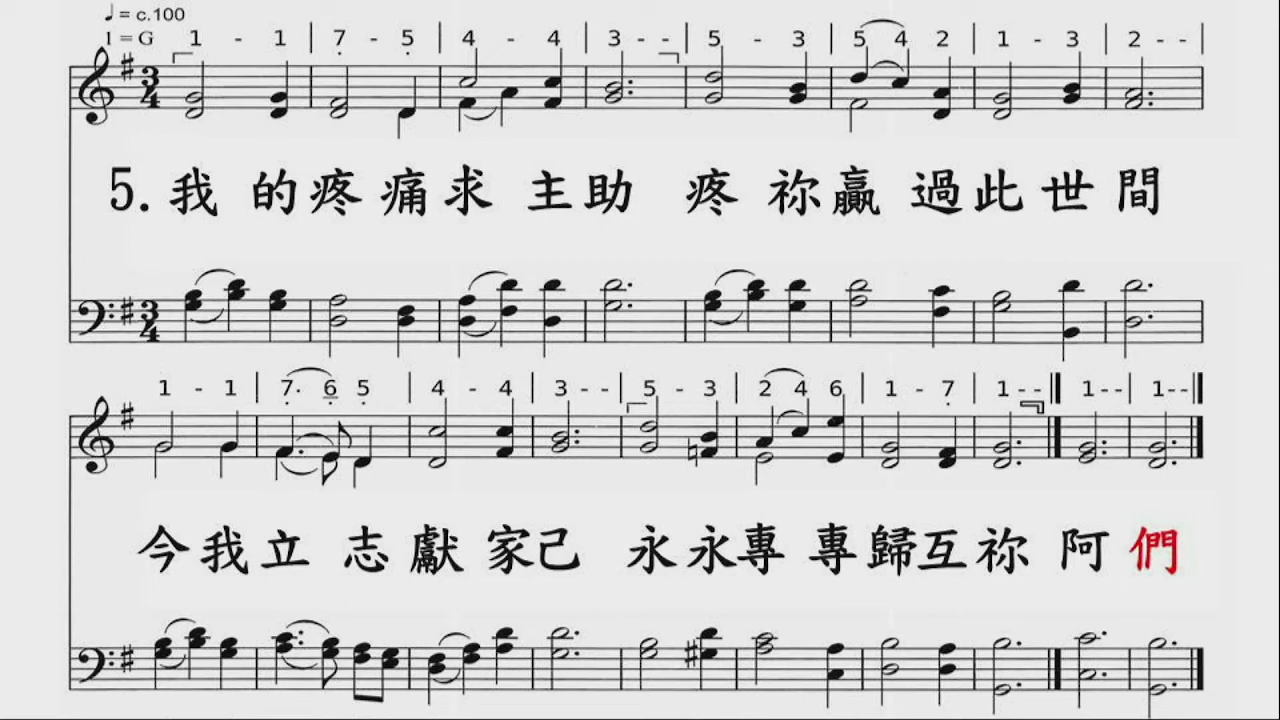 ♩= c.100
1=G 1 - 1 | 7 - 5 | 4 - 4 | 3 - - | 5 - 3 | 5 4 2 | 1 - 3 | 2 - - |
5. 我的疼痛求主助 疼祢贏過此世間
1 - 1 | 7. 6 5 | 4 - 4 | 3 - - | 5 - 3 | 2 4 6 | 1 - 7 | 1 - - | 1 - - | 1 - - |
今我立志獻家己 永永專專歸互祢 阿們